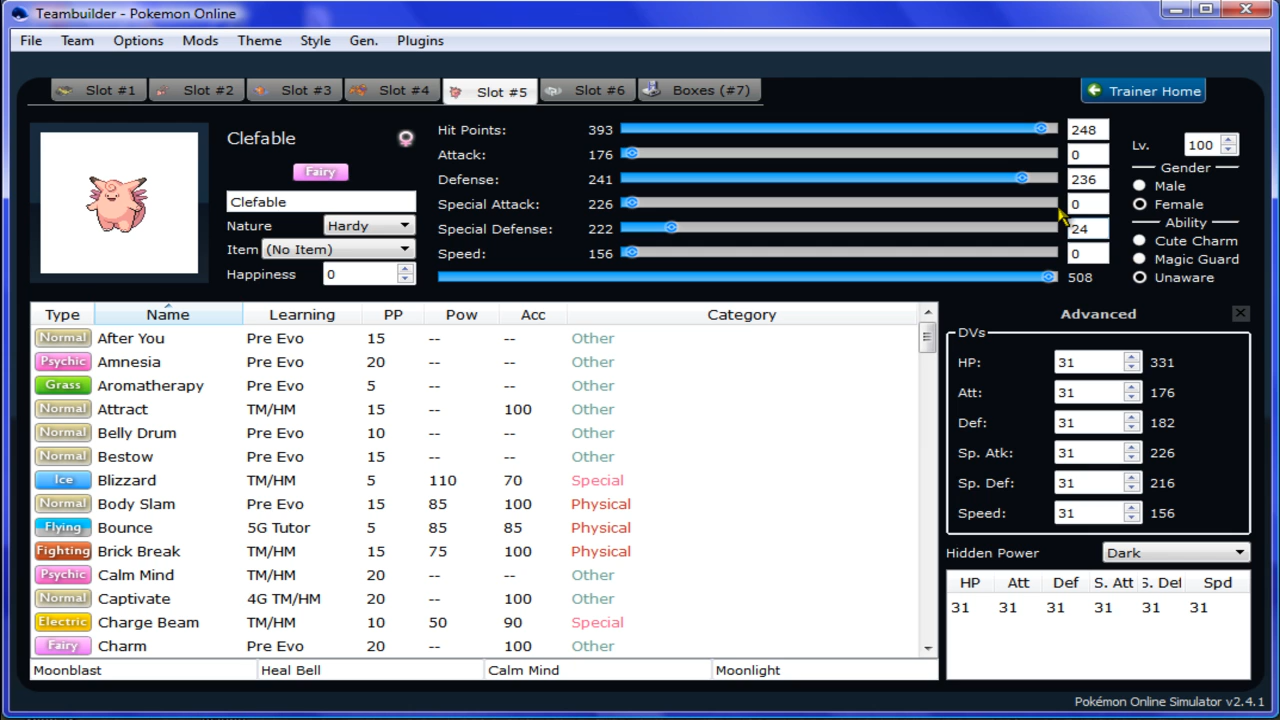 Teambuilder - Pokemon Online
File Team Options Mods Theme Style Gen. Plugins
Slot #1 Slot #2 Slot #3 Slot #4 Slot #5 Slot #6 Boxes (#7) Trainer Home
Clefable
Fairy
Clefable
Nature Hardy
Item (No Item)
Happiness 0
Hit Points: 393 248
Attack: 176 0
Defense: 241 236
Special Attack: 226 0
Special Defense: 222 24
Speed: 156 0
508
Lv. 100
Gender
Male
Female
Ability
Cute Charm
Magic Guard
Unaware
Type Name Learning PP Pow Acc Category
Normal After You Pre Evo 15 -- -- Other
Psychic Amnesia Pre Evo 20 -- -- Other
Grass Aromatherapy Pre Evo 5 -- -- Other
Normal Attract TM/HM 15 -- 100 Other
Normal Belly Drum Pre Evo 10 -- -- Other
Normal Bestow Pre Evo 15 -- -- Other
Ice Blizzard TM/HM 5 110 70 Special
Normal Body Slam Pre Evo 15 85 100 Physical
Flying Bounce 5G Tutor 5 85 85 Physical
Fighting Brick Break TM/HM 15 75 100 Physical
Psychic Calm Mind TM/HM 20 -- -- Other
Normal Captivate 4G TM/HM 20 -- 100 Other
Electric Charge Beam TM/HM 10 50 90 Special
Fairy Charm Pre Evo 20 -- 100 Other
Moonblast Heal Bell Calm Mind Moonlight
Advanced
DVs
HP: 31 331
Att: 31 176
Def: 31 182
Sp. Atk: 31 226
Sp. Def: 31 216
Speed: 31 156
Hidden Power Dark
HP Att Def S. Att S. Def Spd
31 31 31 31 31 31
Pokémon Online Simulator v2.4.1